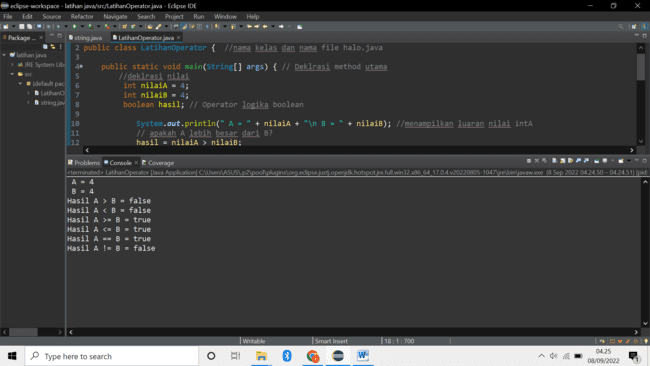 eclipse-workspace - latihan java/src/LatihanOperator.java - Eclipse IDE
File Edit Source Refactor Navigate Search Project Run Window Help
Package ...
string.java LatihanOperator.java
latihan java
JRE System Libr
src
(default pac
LatihanO
string.jav
2 public class LatihanOperator { //nama kelas dan nama file halo.java
3
4 public static void main(String[] args) { // Deklrasi method utama
5 //deklrasi nilai
6 int nilaiA = 4;
7 int nilaiB = 4;
8 boolean hasil; // Operator logika boolean
9
10 System.out.println(" A = " + nilaiA + "\n B = " + nilaiB); //menampilkan luaran nilai intA
11 // apakah A lebih besar dari B?
12 hasil = nilaiA > nilaiB;
Problems Console Coverage
<terminated> LatihanOperator [Java Application] C:\Users\ASUS\.p2\pool\plugins\org.eclipse.justj.openjdk.hotspot.jre.full.win32.x86_64_17.0.4.v20220805-1047\jre\bin\javaw.exe (8 Sep 2022 04.24.50 – 04.24.51) [pid:
A = 4
B = 4
Hasil A > B = false
Hasil A < B = false
Hasil A >= B = true
Hasil A <= B = true
Hasil A == B = true
Hasil A != B = false
Writable Smart Insert 18 : 1 : 700
Type here to search
04.25
08/09/2022